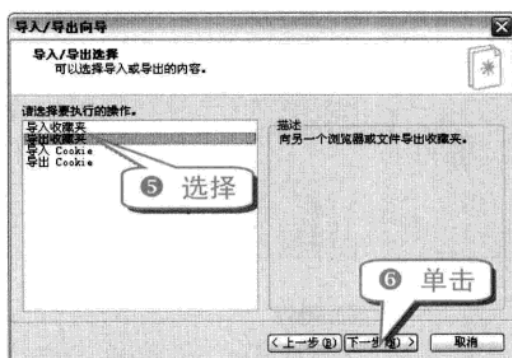 导入/导出向导
导入/导出选择
可以选择导入或导出的内容。
请选择要执行的操作。
导入收藏夹
导出收藏夹
导入 Cookie
导出 Cookie
描述
向另一个浏览器或文件导出收藏夹。
❺ 选择
❻ 单击
< 上一步(B)
下一步(N) >
取消